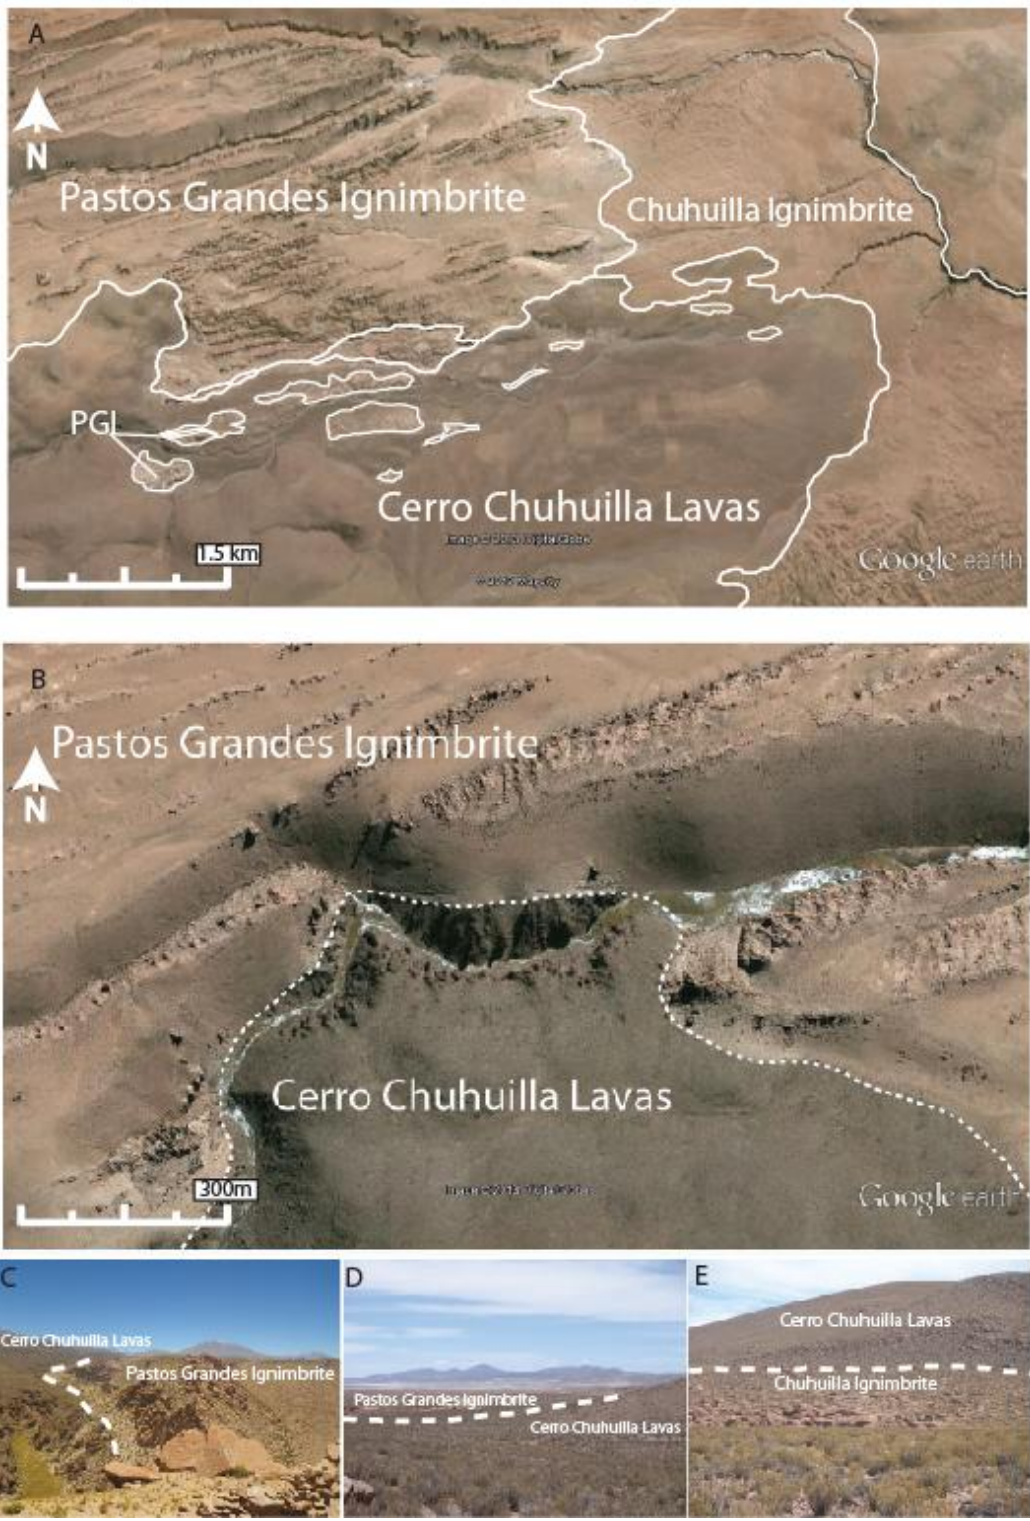 A
N
Pastos Grandes Ignimbrite
Chuhuilla Ignimbrite
PGI
Cerro Chuhuilla Lavas
1.5 km
Google earth
B
Pastos Grandes Ignimbrite
N
Cerro Chuhuilla Lavas
300m
Google earth
C
Cerro Chuhuilla Lavas
Pastos Grandes Ignimbrite
D
Pastos Grandes Ignimbrite
Cerro Chuhuilla Lavas
E
Cerro Chuhuilla Lavas
Chuhuilla Ignimbrite